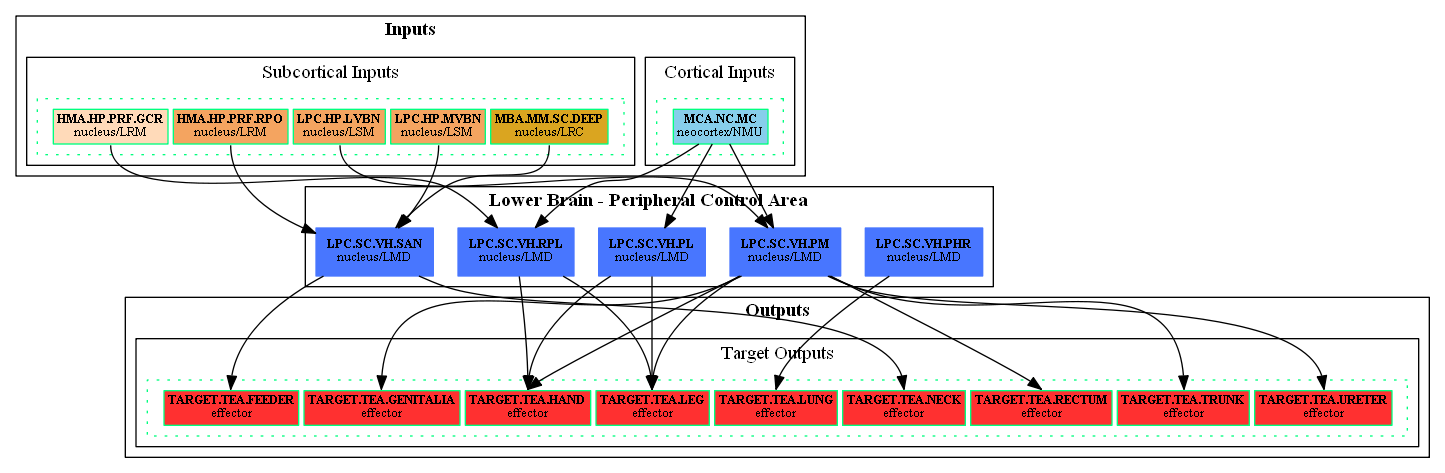 Inputs
Subcortical Inputs
Cortical Inputs
HMA.HP.PRF.GCR
nucleus/LRM
HMA.HP.PRF.RPO
nucleus/LRM
LPC.HP.LVBN
nucleus/LSM
LPC.HP.MVBN
nucleus/LSM
MBA.MM.SC.DEEP
nucleus/LRC
MCA.NC.MC
neocortex/NMU
Lower Brain - Peripheral Control Area
LPC.SC.VH.SAN
nucleus/LMD
LPC.SC.VH.RPL
nucleus/LMD
LPC.SC.VH.PL
nucleus/LMD
LPC.SC.VH.PM
nucleus/LMD
LPC.SC.VH.PHR
nucleus/LMD
Outputs
Target Outputs
TARGET.TEA.FEEDER
effector
TARGET.TEA.GENITALIA
effector
TARGET.TEA.HAND
effector
TARGET.TEA.LEG
effector
TARGET.TEA.LUNG
effector
TARGET.TEA.NECK
effector
TARGET.TEA.RECTUM
effector
TARGET.TEA.TRUNK
effector
TARGET.TEA.URETER
effector